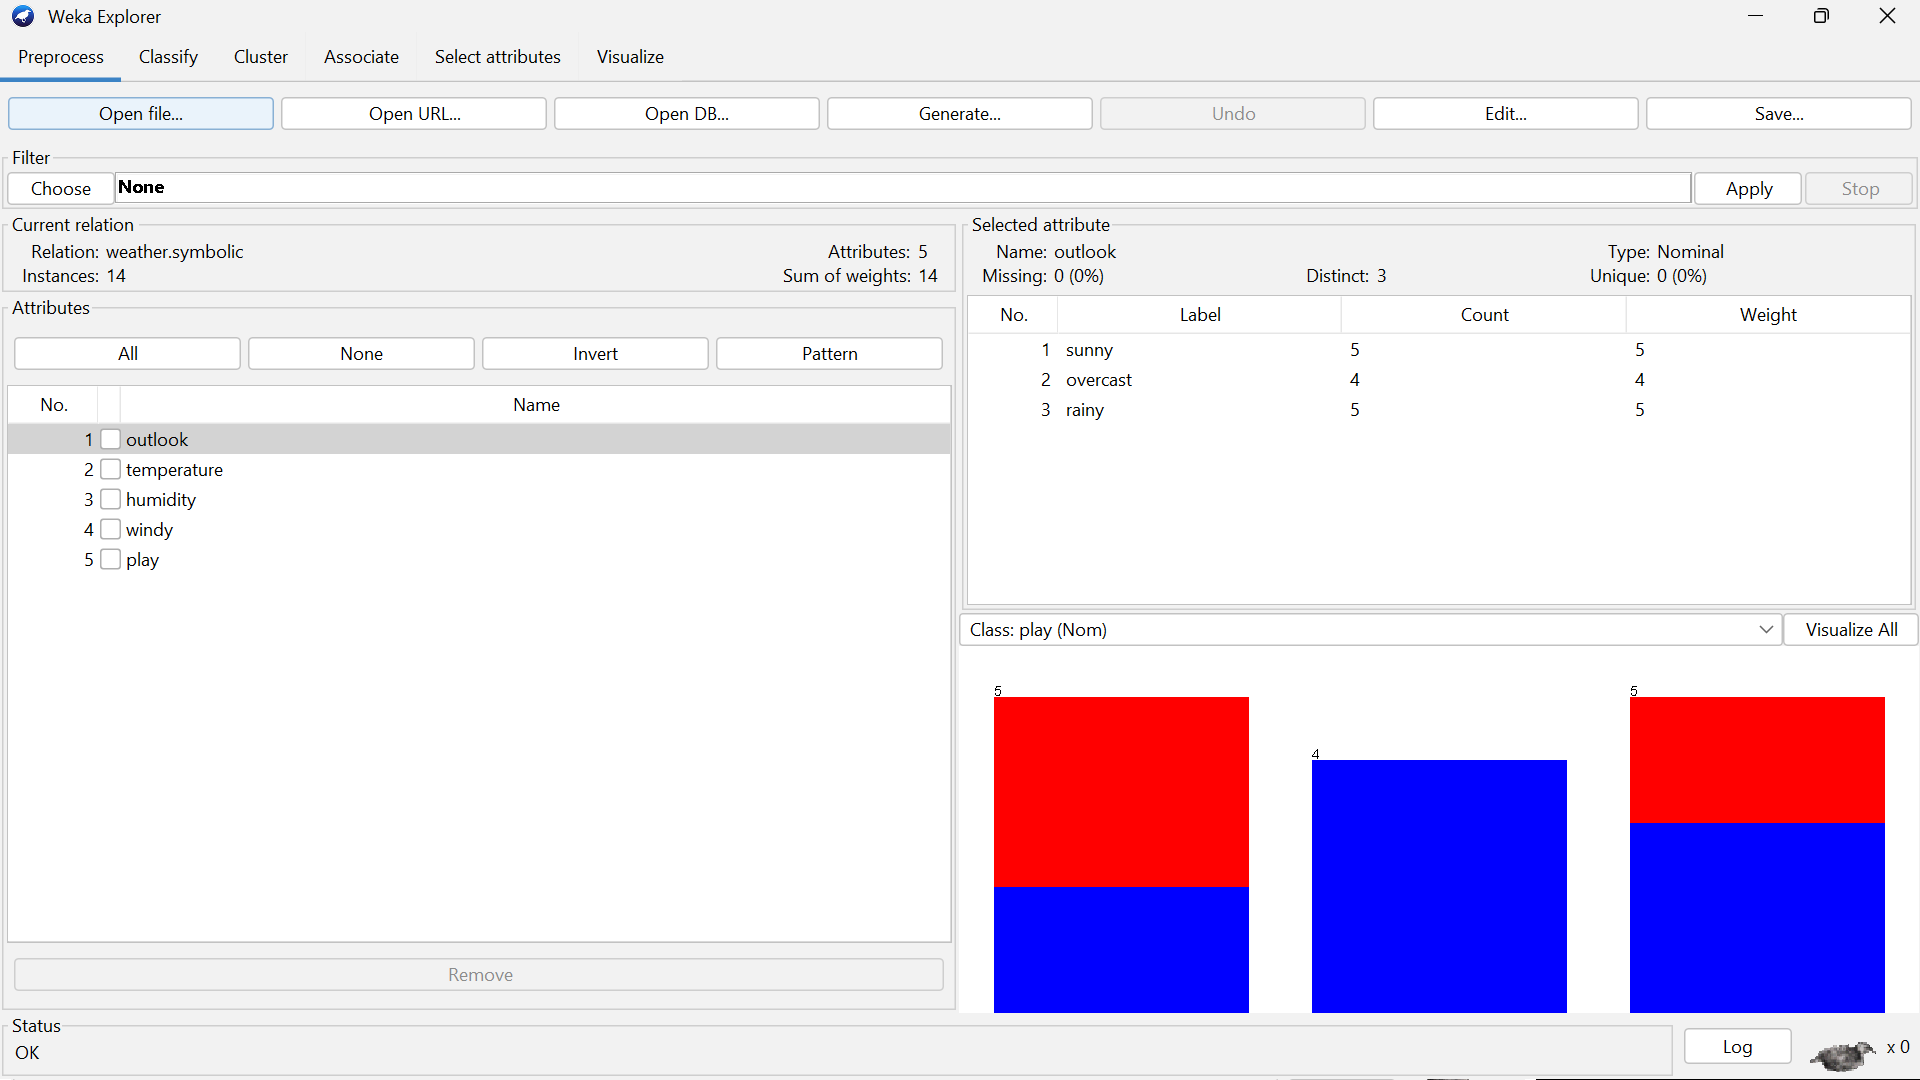 Weka Explorer
Preprocess Classify Cluster Associate Select attributes Visualize
Open file... Open URL... Open DB... Generate... Undo Edit... Save...
Filter
Choose None Apply Stop
Current relation
Relation: weather.symbolic Attributes: 5
Instances: 14 Sum of weights: 14
Attributes
All None Invert Pattern
No. Name
1 outlook
2 temperature
3 humidity
4 windy
5 play
Remove
Selected attribute
Name: outlook Type: Nominal
Missing: 0 (0%) Distinct: 3 Unique: 0 (0%)
No. Label Count Weight
1 sunny 5 5
2 overcast 4 4
3 rainy 5 5
Class: play (Nom) Visualize All
5 4 5
Status
OK
Log x 0